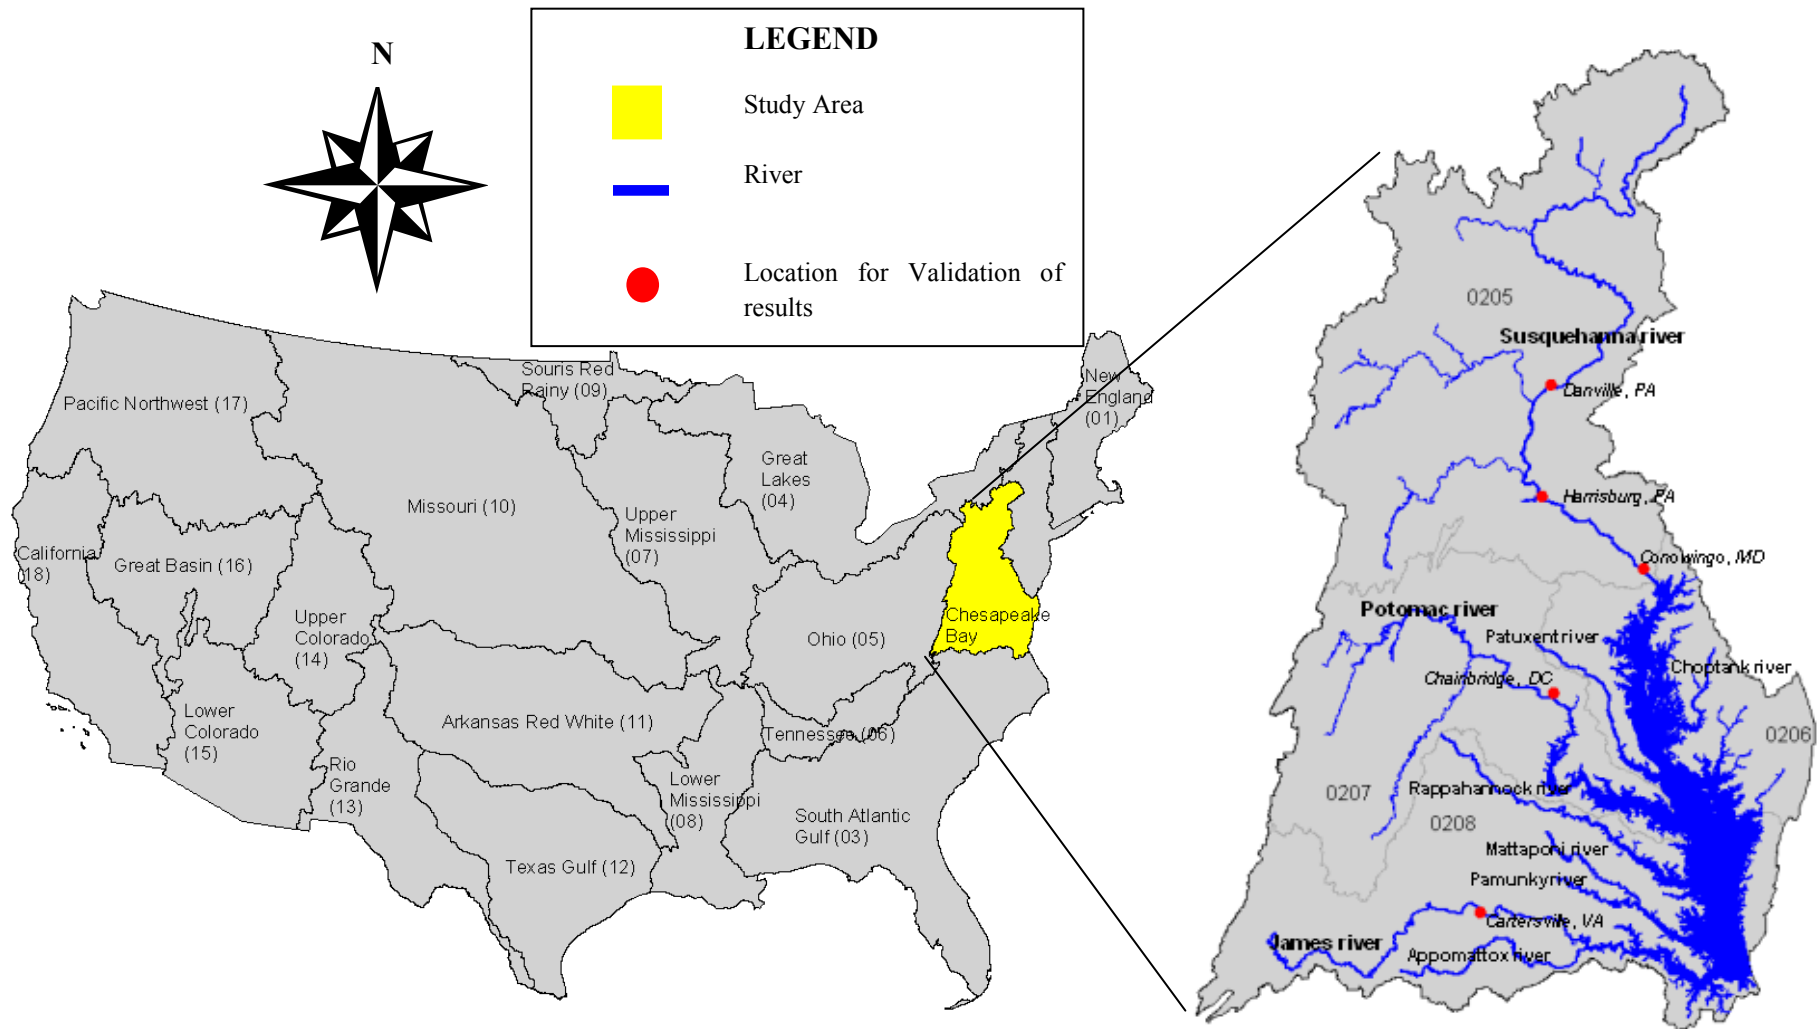 N
LEGEND
Study Area
River
Location for Validation of
results
Pacific Northwest (17)
Souris Red
Rainy (09)
New
England
(01)
Great
Lakes
(04)
Missouri (10)
Upper
Mississippi
(07)
California
(18)
Great Basin (16)
Upper
Colorado
(14)
Ohio (05)
Chesapeake
Bay
Lower
Colorado
(15)
Arkansas Red White (11)
Tennessee (06)
Rio
Grande
(13)
Lower
Mississippi
(08)
South Atlantic
Gulf (03)
Texas Gulf (12)
0205
Susquehanna river
Danville, PA
Harrisburg, PA
Conowingo, MD
Potomac river
Patuxent river
Choptank river
Chainbridge, DC
0206
0207
Rappahannock river
0208
Mattaponi river
Pamunky river
Cartersville, VA
James river
Appomattox river